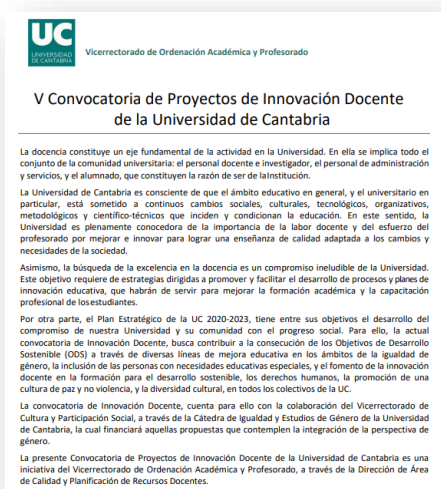 UC
UNIVERSIDAD
DE CANTABRIA
Vicerrectorado de Ordenación Académica y Profesorado
V Convocatoria de Proyectos de Innovación Docente
de la Universidad de Cantabria
La docencia constituye un eje fundamental de la actividad en la Universidad. En ella se implica todo el
conjunto de la comunidad universitaria: el personal docente e investigador, el personal de administración
y servicios, y el alumnado, que constituyen la razón de ser de laInstitución.
La Universidad de Cantabria es consciente de que el ámbito educativo en general, y el universitario en
particular, está sometido a continuos cambios sociales, culturales, tecnológicos, organizativos,
metodológicos y científico-técnicos que inciden y condicionan la educación. En este sentido, la
Universidad es plenamente conocedora de la importancia de la labor docente y del esfuerzo del
profesorado por mejorar e innovar para lograr una enseñanza de calidad adaptada a los cambios y
necesidades de la sociedad.
Asimismo, la búsqueda de la excelencia en la docencia es un compromiso ineludible de la Universidad.
Este objetivo requiere de estrategias dirigidas a promover y facilitar el desarrollo de procesos y planes de
innovación educativa, que habrán de servir para mejorar la formación académica y la capacitación
profesional de losestudiantes.
Por otra parte, el Plan Estratégico de la UC 2020-2023, tiene entre sus objetivos el desarrollo del
compromiso de nuestra Universidad y su comunidad con el progreso social. Para ello, la actual
convocatoria de Innovación Docente, busca contribuir a la consecución de los Objetivos de Desarrollo
Sostenible (ODS) a través de diversas líneas de mejora educativa en los ámbitos de la igualdad de
género, la inclusión de las personas con necesidades educativas especiales, y el fomento de la innovación
docente en la formación para el desarrollo sostenible, los derechos humanos, la promoción de una
cultura de paz y no violencia, y la diversidad cultural, en todos los colectivos de la UC.
La convocatoria de Innovación Docente, cuenta para ello con la colaboración del Vicerrectorado de
Cultura y Participación Social, a través de la Cátedra de Igualdad y Estudios de Género de la Universidad
de Cantabria, la cual financiará aquellas propuestas que contemplen la integración de la perspectiva de
género.
La presente Convocatoria de Proyectos de Innovación Docente de la Universidad de Cantabria es una
iniciativa del Vicerrectorado de Ordenación Académica y Profesorado, a través de la Dirección de Área
de Calidad y Planificación de Recursos Docentes.